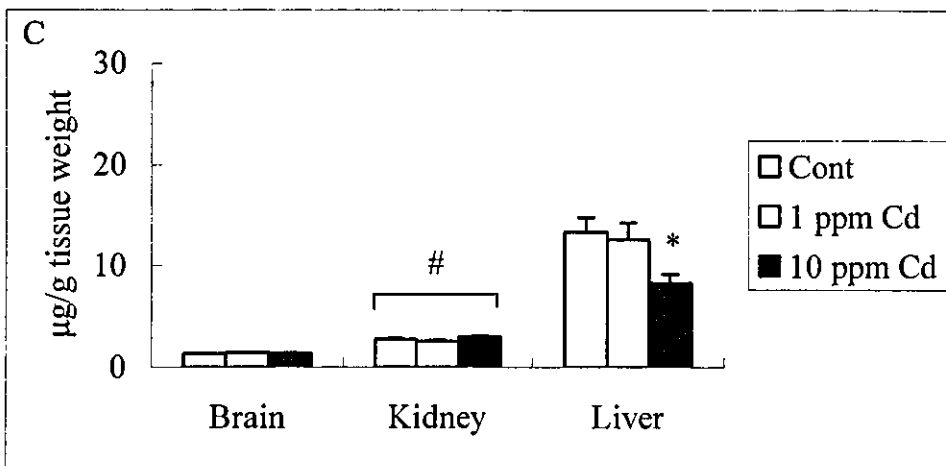 C
µg/g tissue weight
30
20
10
0
#
*
Brain Kidney Liver
Cont
1 ppm Cd
10 ppm Cd